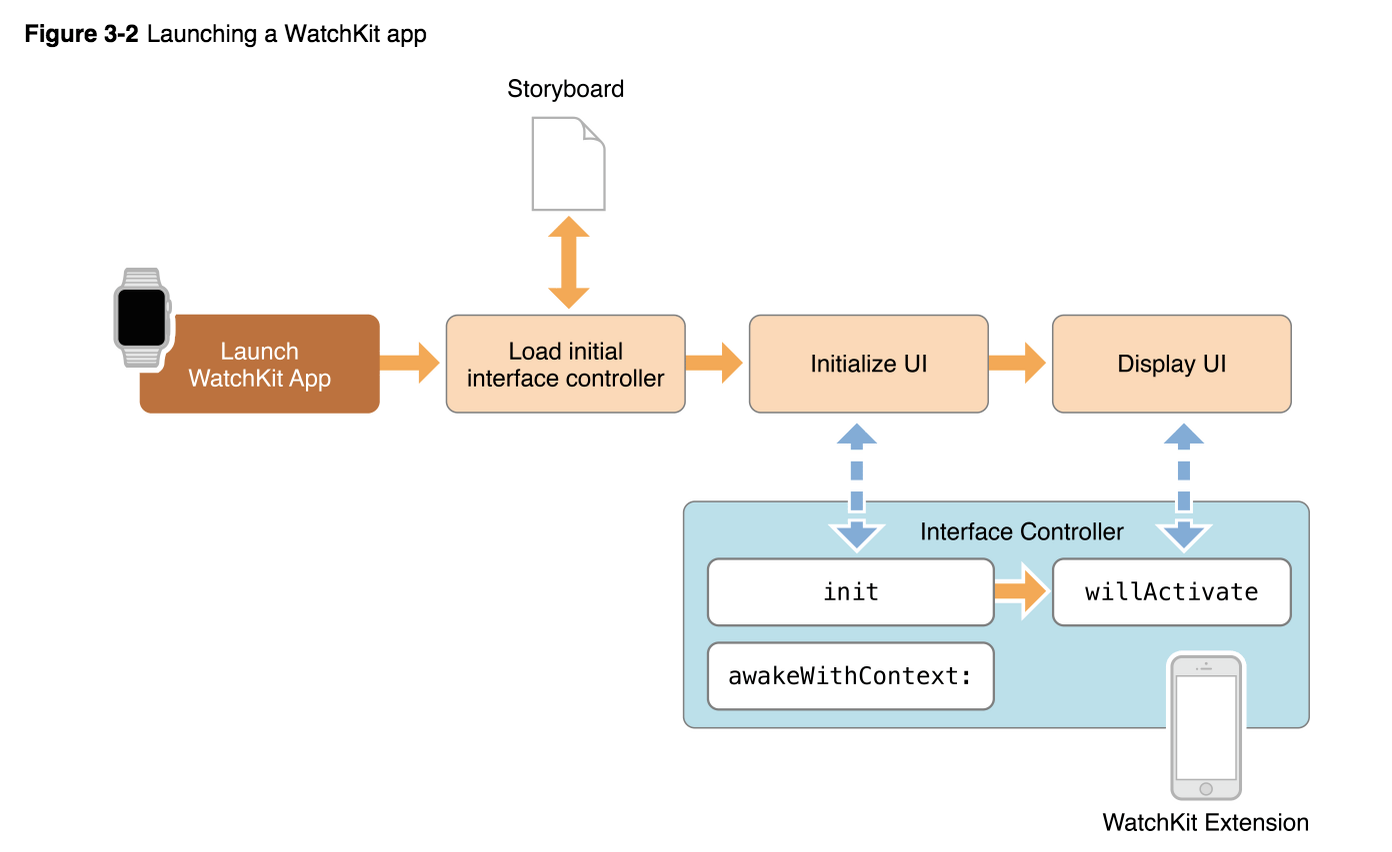 Figure 3-2 Launching a WatchKit app
Storyboard
Launch
WatchKit App
Load initial
interface controller
Initialize UI
Display UI
Interface Controller
init
willActivate
awakeWithContext:
WatchKit Extension